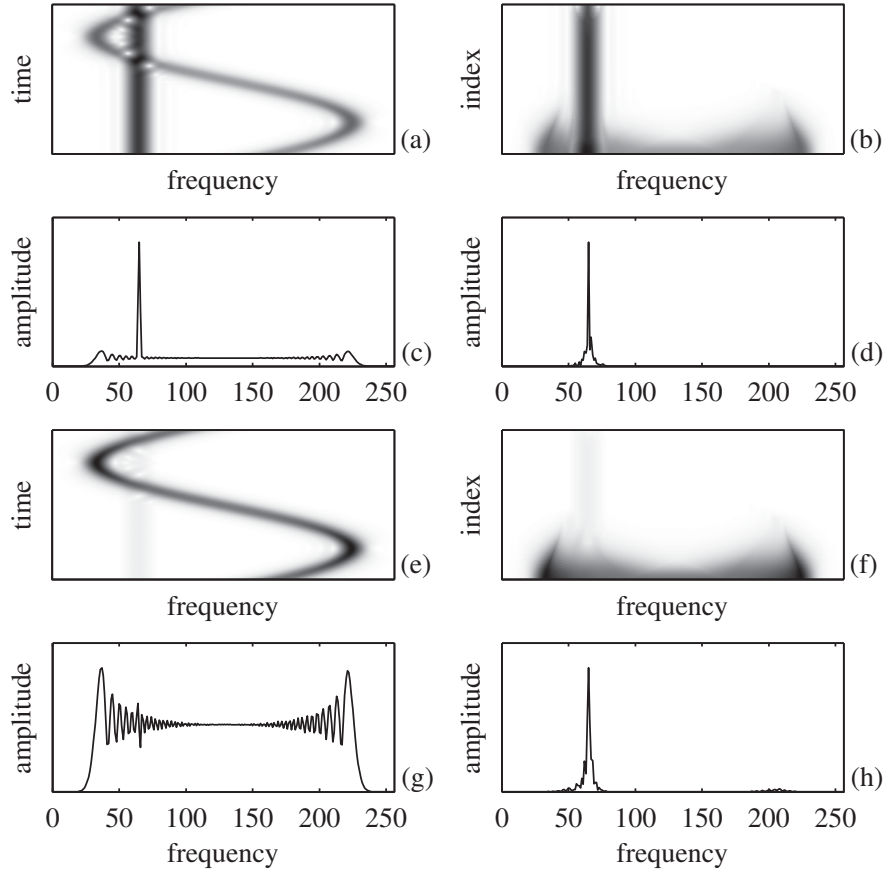 time
(a)
frequency
index
(b)
frequency
amplitude
(c)
0 50 100 150 200 250
amplitude
(d)
0 50 100 150 200 250
time
(e)
frequency
index
(f)
frequency
amplitude
(g)
0 50 100 150 200 250
frequency
amplitude
(h)
0 50 100 150 200 250
frequency